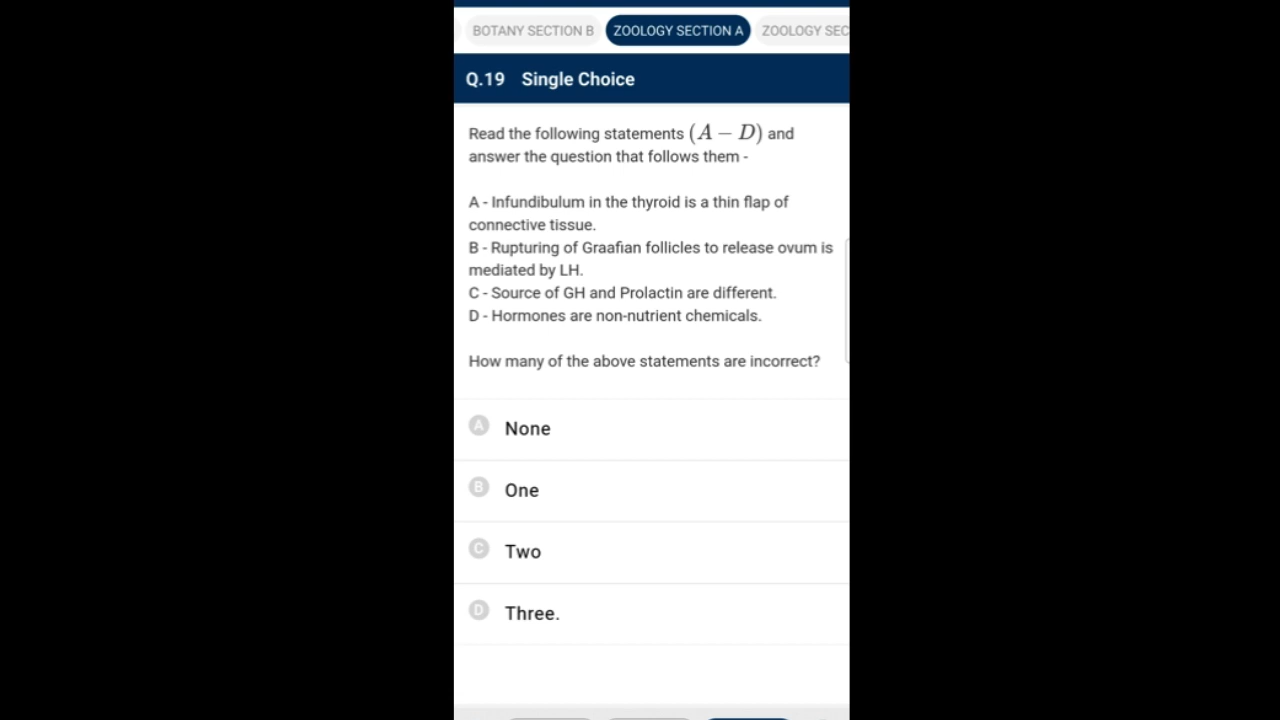 BOTANY SECTION B ZOOLOGY SECTION A ZOOLOGY SEC
Q.19 Single Choice
Read the following statements (A – D) and
answer the question that follows them -
A - Infundibulum in the thyroid is a thin flap of
connective tissue.
B - Rupturing of Graafian follicles to release ovum is
mediated by LH.
C - Source of GH and Prolactin are different.
D - Hormones are non-nutrient chemicals.
How many of the above statements are incorrect?
A None
B One
C Two
D Three.